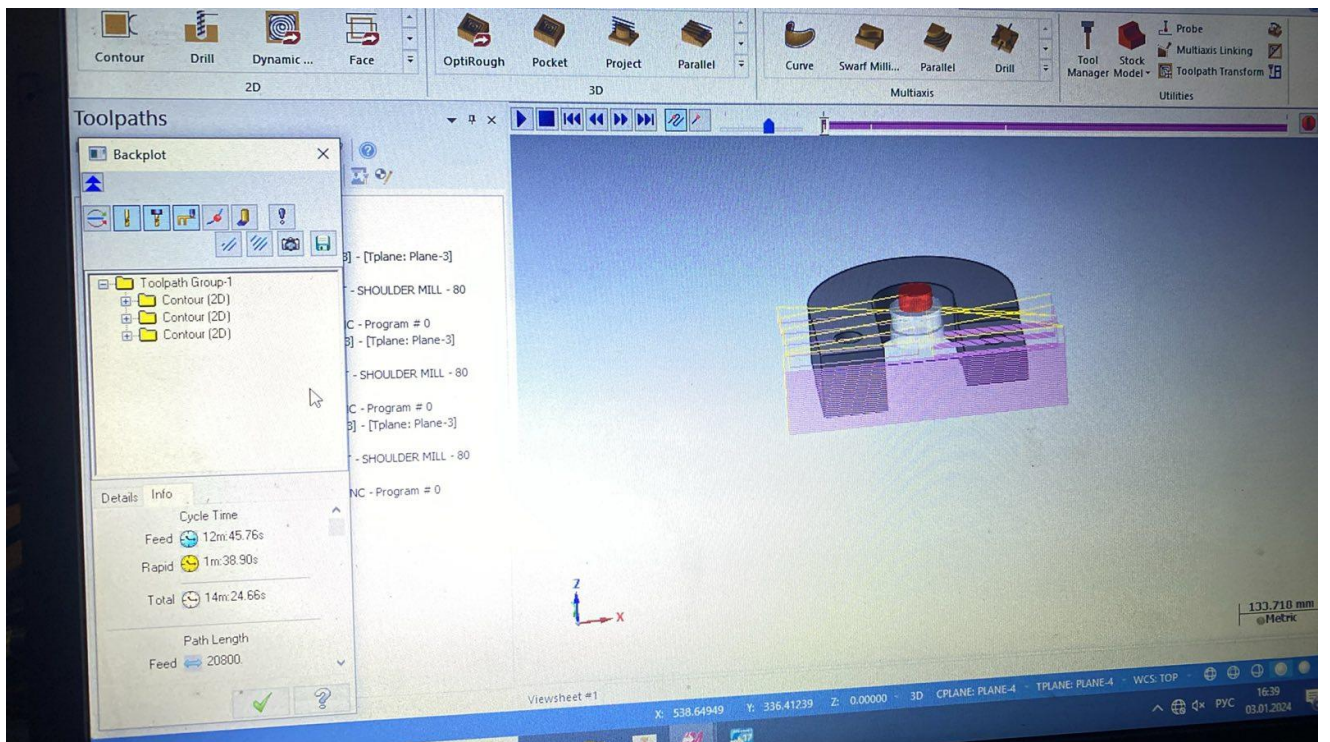 Contour Drill Dynamic ... Face OptiRough Pocket Project Parallel Curve Swarf Milli... Parallel Drill Tool Manager Stock Model Probe
Multiaxis Linking
Toolpath Transform
2D 3D Multiaxis Utilities
Toolpaths
Backplot
3] - [Tplane: Plane-3]
Toolpath Group-1
- SHOULDER MILL - 80
Contour (2D)
Contour (2D)
C - Program # 0
Contour (2D)
3] - [Tplane: Plane-3]
- SHOULDER MILL - 80
C - Program # 0
3] - [Tplane: Plane-3]
- SHOULDER MILL - 80
NC - Program # 0
Details Info
Cycle Time
Feed 12m:45.76s
Rapid 1m:38.90s
Total 14m:24.66s
Path Length
Feed 20800.
Z
X
133.718 mm
Metric
Viewsheet #1
X: 538.64949 Y: 336.41239 Z: 0.00000 3D CPLANE: PLANE-4 TPLANE: PLANE-4 WCS: TOP
РУС 16:39
03.01.2024